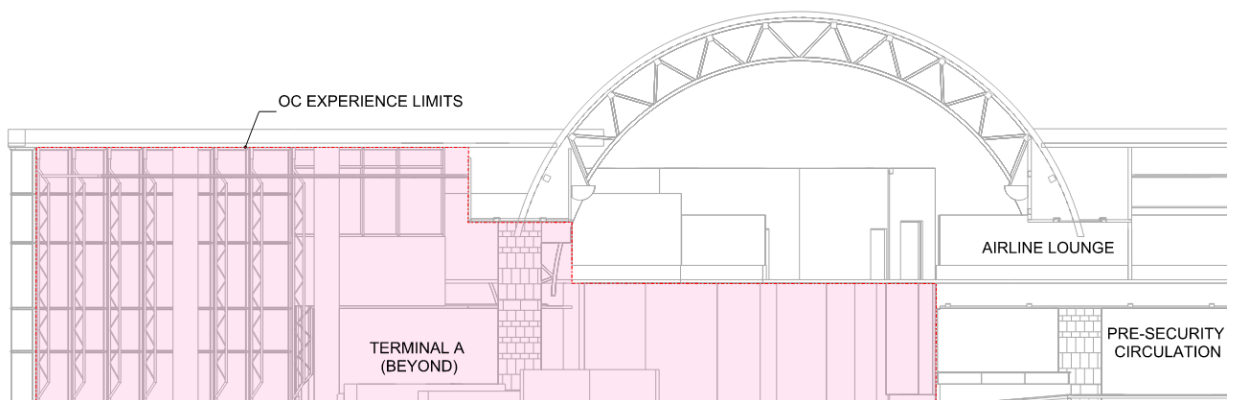 OC EXPERIENCE LIMITS
AIRLINE LOUNGE
TERMINAL A
(BEYOND)
PRE-SECURITY
CIRCULATION